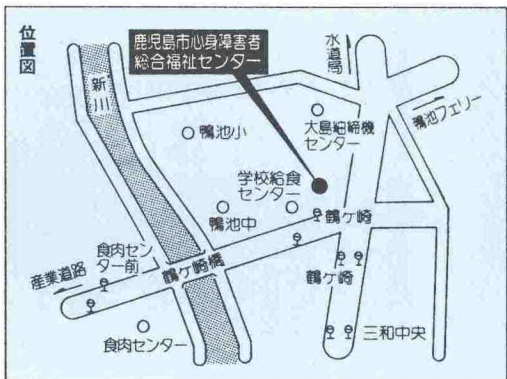 位置図
鹿児島市心身障害者
総合福祉センター
水道局
新川
鴨池フェリー
大島紬締機
センター
鴨池小
学校給食
センター
鴨池中
鶴ヶ崎
食肉セン
ター前
産業道路
鶴ヶ崎橋
鶴ヶ崎
食肉センター
三和中央